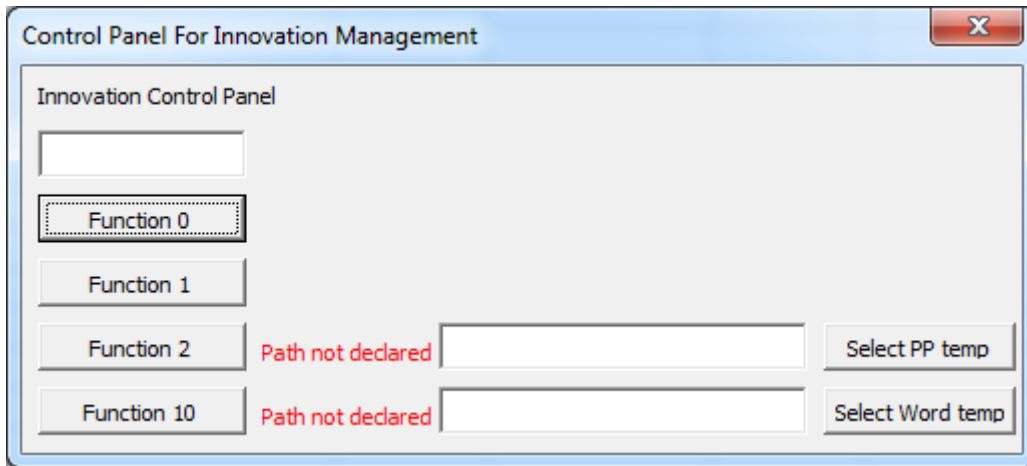 Control Panel For Innovation Management
Innovation Control Panel
Function 0
Function 1
Function 2 Path not declared Select PP temp
Function 10 Path not declared Select Word temp